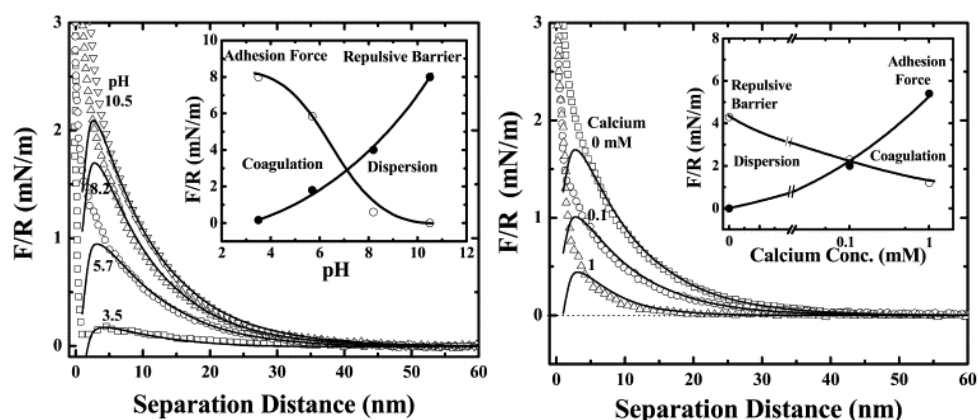 3
2
1
0
F/R (mN/m)
0 10 20 30 40 50 60
Separation Distance (nm)
pH
10.5
8.2
5.7
3.5
8
6
4
2
0
F/R (mN/m)
Adhesion Force Repulsive Barrier
Coagulation Dispersion
2 4 6 8 10 12
pH
3
2
1
0
F/R (mN/m)
0 10 20 30 40 50 60
Separation Distance (nm)
Calcium
0 mM
0.1
1
8
6
4
2
0
F/R (mN/m)
Adhesion
Force
Repulsive
Barrier
Dispersion Coagulation
0 0.1 1
Calcium Conc. (mM)